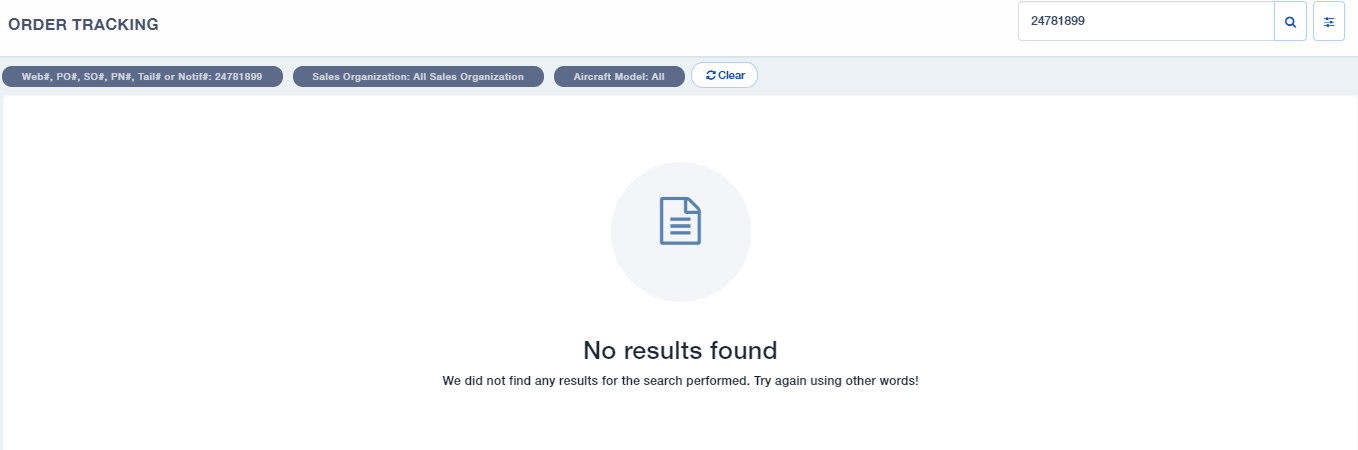 ORDER TRACKING
24781899
Web#, PO#, SO#, PN#, Tail# or Notif#: 24781899
Sales Organization: All Sales Organization
Aircraft Model: All
Clear
No results found
We did not find any results for the search performed. Try again using other words!